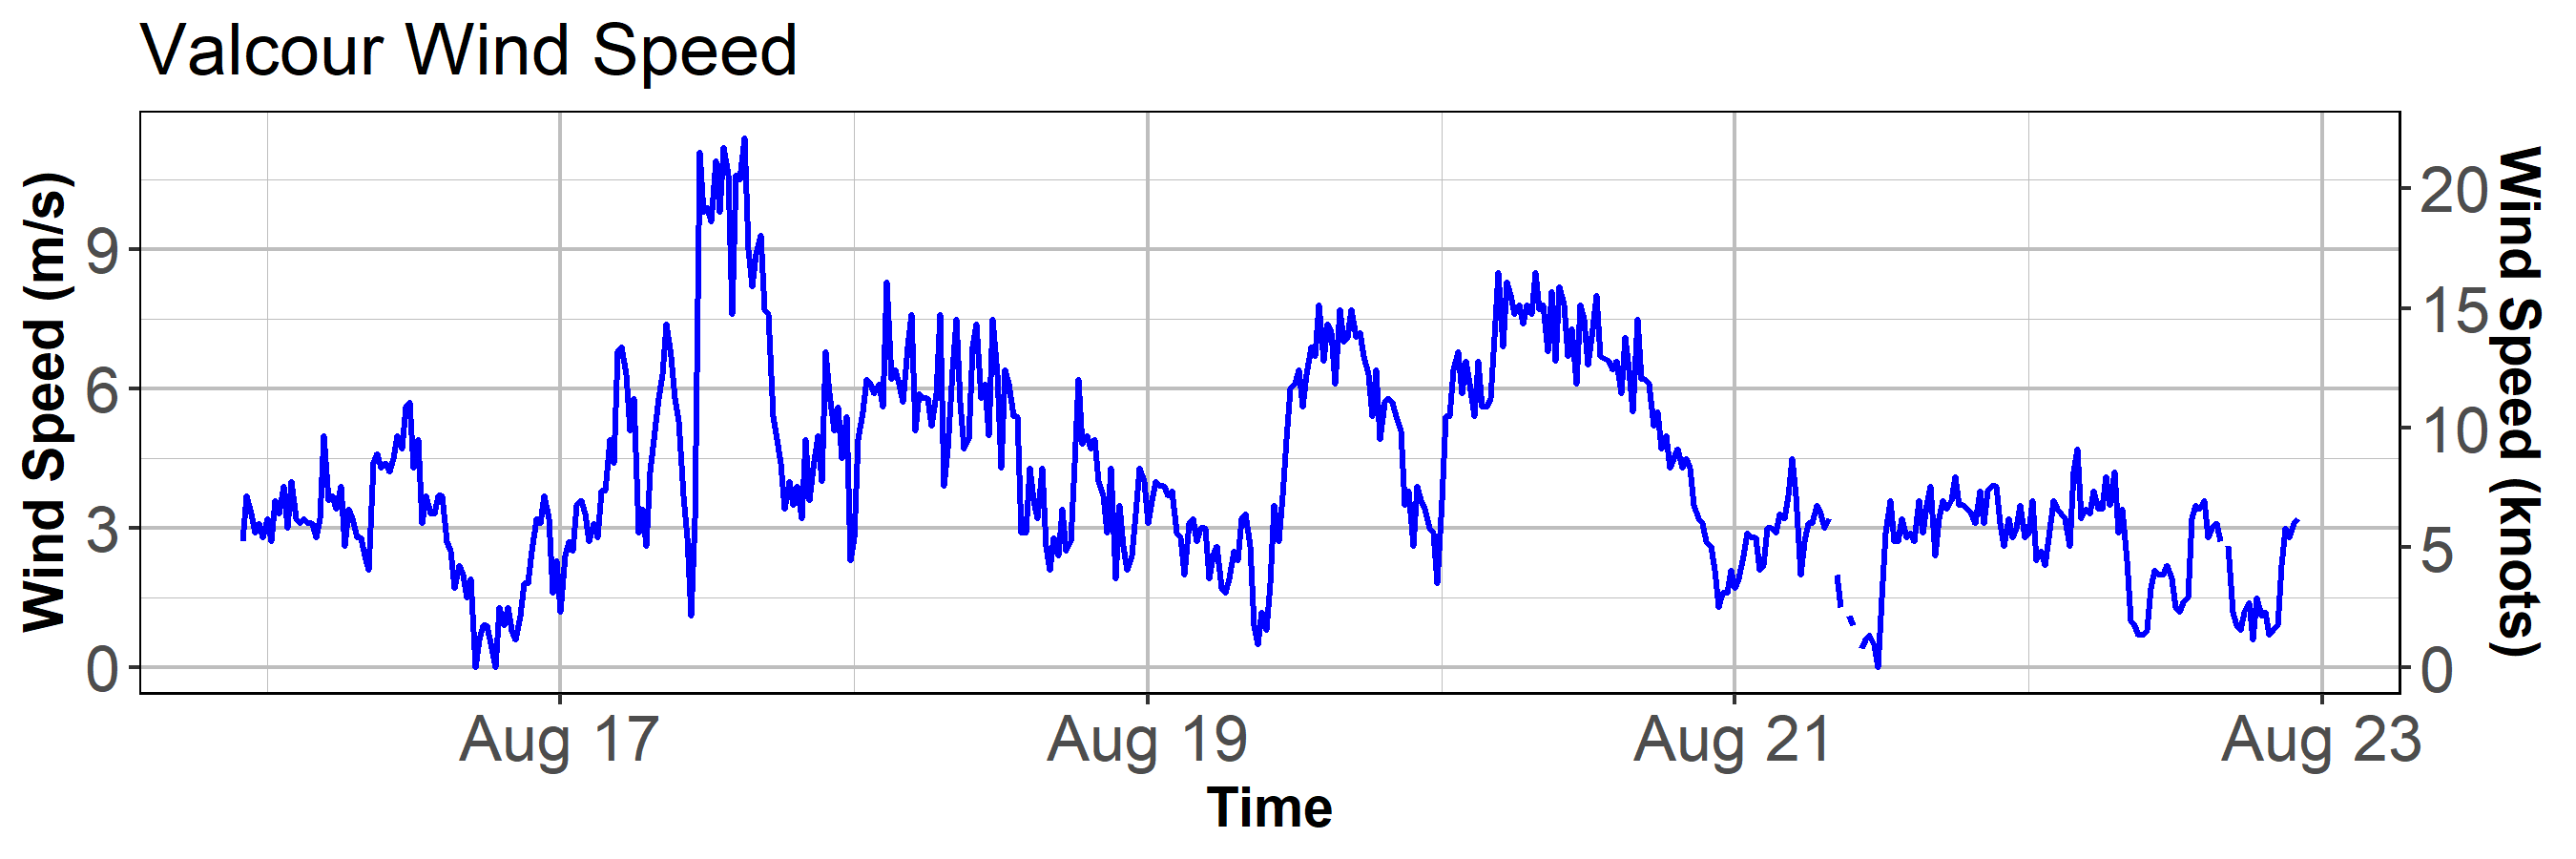 Valcour Wind Speed
Wind Speed (m/s)
9
6
3
0
20
15
10
5
0
Wind Speed (knots)
Aug 17
Aug 19
Aug 21
Aug 23
Time